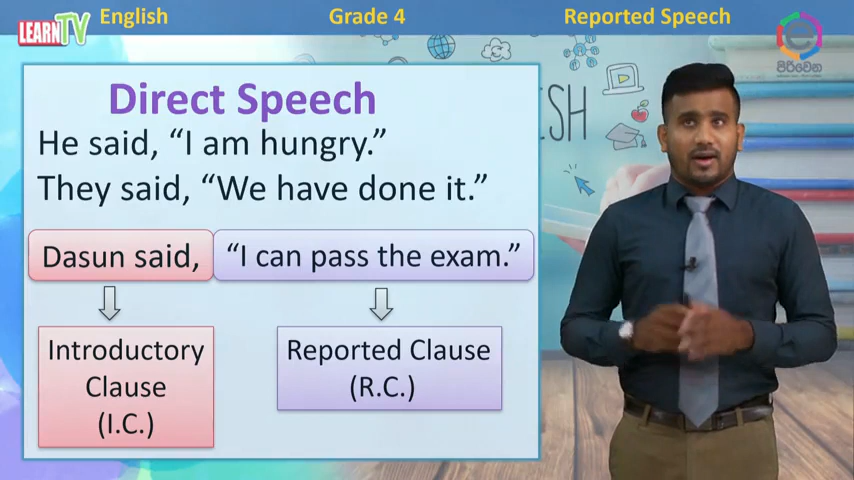 English
Grade 4
Reported Speech
LEARN TV
පිරිවෙන
Direct Speech
He said, “I am hungry.”
They said, “We have done it.”
Dasun said,
“I can pass the exam.”
Introductory
Clause
(I.C.)
Reported Clause
(R.C.)